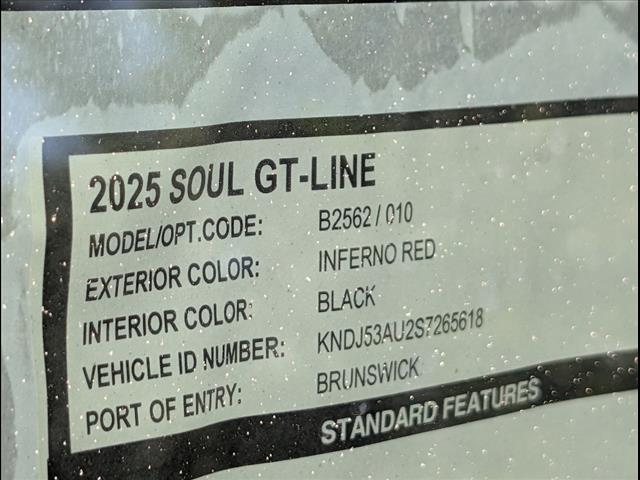 2025 SOUL GT-LINE
MODEL/OPT.CODE: B2562 / 010
EXTERIOR COLOR: INFERNO RED
INTERIOR COLOR: BLACK
VEHICLE ID NUMBER: KNDJ53AU2S7265618
PORT OF ENTRY: BRUNSWICK
STANDARD FEATURES